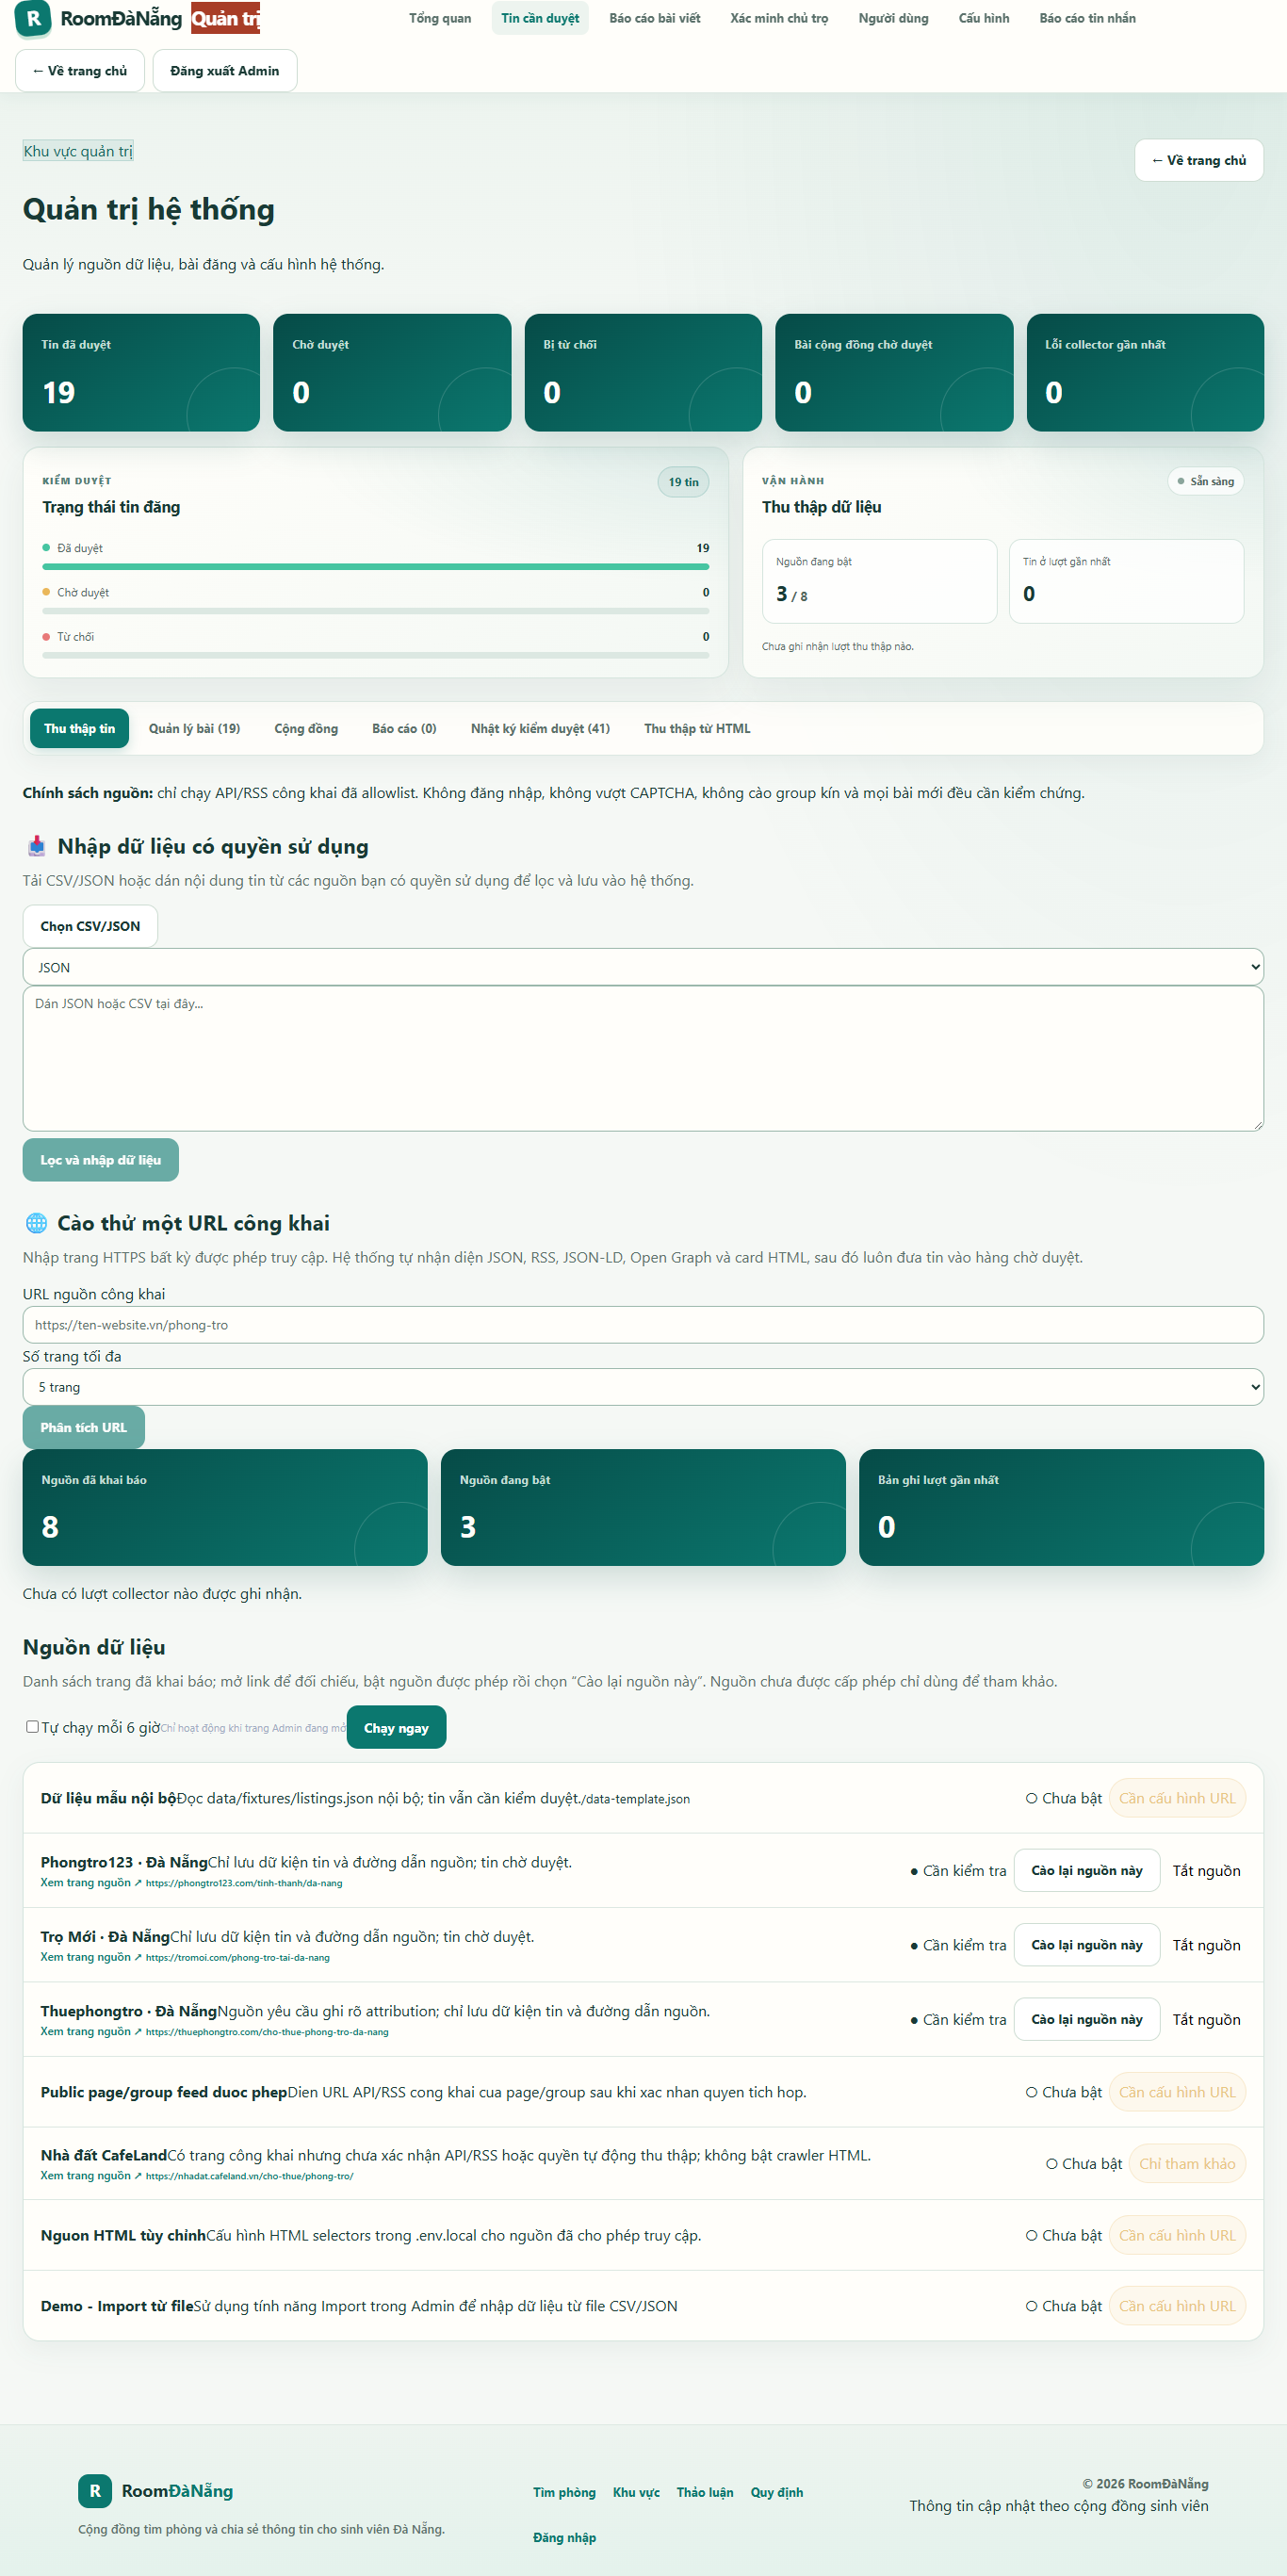 R RoomĐàNẵng Quản trị
Tổng quan Tin cần duyệt Báo cáo bài viết Xác minh chủ trọ Người dùng Cấu hình Báo cáo tin nhắn
← Về trang chủ Đăng xuất Admin
Khu vực quản trị
← Về trang chủ
Quản trị hệ thống
Quản lý nguồn dữ liệu, bài đăng và cấu hình hệ thống.
Tin đã duyệt
19
Chờ duyệt
0
Bị từ chối
0
Bài cộng đồng chờ duyệt
0
Lỗi collector gần nhất
0
KIỂM DUYỆT
Trạng thái tin đăng
19 tin
Đã duyệt 19
Chờ duyệt 0
Từ chối 0
VẬN HÀNH
Thu thập dữ liệu
Sẵn sàng
Nguồn đang bật
3 / 8
Tin ở lượt gần nhất
0
Chưa ghi nhận lượt thu thập nào.
Thu thập tin Quản lý bài (19) Cộng đồng Báo cáo (0) Nhật ký kiểm duyệt (41) Thu thập từ HTML
Chính sách nguồn: chỉ chạy API/RSS công khai đã allowlist. Không đăng nhập, không vượt CAPTCHA, không cào group kín và mọi bài mới đều cần kiểm chứng.
📥 Nhập dữ liệu có quyền sử dụng
Tải CSV/JSON hoặc dán nội dung tin từ các nguồn bạn có quyền sử dụng để lọc và lưu vào hệ thống.
Chọn CSV/JSON
JSON
Dán JSON hoặc CSV tại đây...
Lọc và nhập dữ liệu
🌐 Cào thử một URL công khai
Nhập trang HTTPS bất kỳ được phép truy cập. Hệ thống tự nhận diện JSON, RSS, JSON-LD, Open Graph và card HTML, sau đó luôn đưa tin vào hàng chờ duyệt.
URL nguồn công khai
https://ten-website.vn/phong-tro
Số trang tối đa
5 trang
Phân tích URL
Nguồn đã khai báo
8
Nguồn đang bật
3
Bản ghi lượt gần nhất
0
Chưa có lượt collector nào được ghi nhận.
Nguồn dữ liệu
Danh sách trang đã khai báo; mở link để đối chiếu, bật nguồn được phép rồi chọn “Cào lại nguồn này”. Nguồn chưa được cấp phép chỉ dùng để tham khảo.
Tự chạy mỗi 6 giờ Chỉ hoạt động khi trang Admin đang mở Chạy ngay
Dữ liệu mẫu nội bộĐọc data/fixtures/listings.json nội bộ; tin vẫn cần kiểm duyệt./data-template.json ○ Chưa bật Cần cấu hình URL
Phongtro123 · Đà NẵngChỉ lưu dữ kiện tin và đường dẫn nguồn; tin chờ duyệt.
Xem trang nguồn ↗ https://phongtro123.com/tinh-thanh/da-nang
● Cần kiểm tra Cào lại nguồn này Tắt nguồn
Trọ Mới · Đà NẵngChỉ lưu dữ kiện tin và đường dẫn nguồn; tin chờ duyệt.
Xem trang nguồn ↗ https://tromoi.com/phong-tro-tai-da-nang
● Cần kiểm tra Cào lại nguồn này Tắt nguồn
Thuephongtro · Đà NẵngNguồn yêu cầu ghi rõ attribution; chỉ lưu dữ kiện tin và đường dẫn nguồn.
Xem trang nguồn ↗ https://thuephongtro.com/cho-thue-phong-tro-da-nang
● Cần kiểm tra Cào lại nguồn này Tắt nguồn
Public page/group feed duoc phepDien URL API/RSS cong khai cua page/group sau khi xac nhan quyen tich hop. ○ Chưa bật Cần cấu hình URL
Nhà đất CafeLandCó trang công khai nhưng chưa xác nhận API/RSS hoặc quyền tự động thu thập; không bật crawler HTML.
Xem trang nguồn ↗ https://nhadat.cafeland.vn/cho-thue/phong-tro/
○ Chưa bật Chỉ tham khảo
Nguon HTML tùy chỉnhCấu hình HTML selectors trong .env.local cho nguồn đã cho phép truy cập. ○ Chưa bật Cần cấu hình URL
Demo - Import từ fileSử dụng tính năng Import trong Admin để nhập dữ liệu từ file CSV/JSON ○ Chưa bật Cần cấu hình URL
R RoomĐàNẵng
Cộng đồng tìm phòng và chia sẻ thông tin cho sinh viên Đà Nẵng.
Tìm phòng Khu vực Thảo luận Quy định
Đăng nhập
© 2026 RoomĐàNẵng
Thông tin cập nhật theo cộng đồng sinh viên